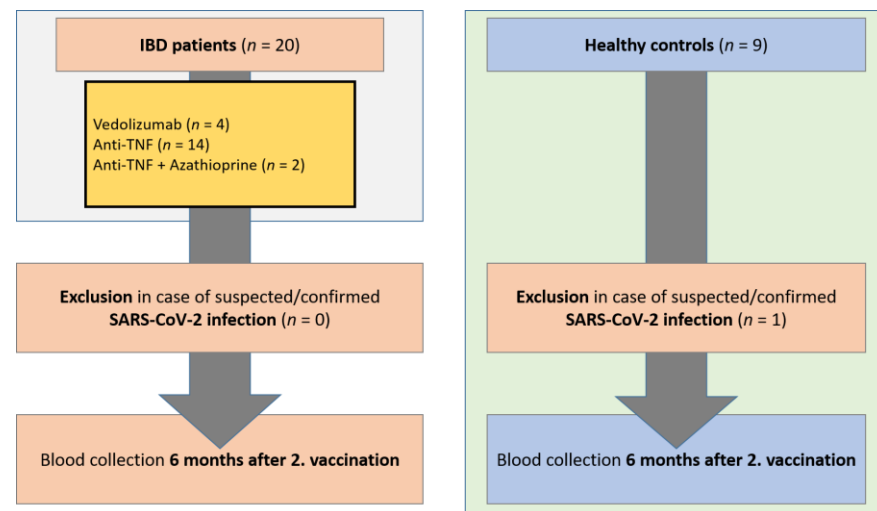 IBD patients (n = 20)
Vedolizumab (n = 4)
Anti-TNF (n = 14)
Anti-TNF + Azathioprine (n = 2)
Exclusion in case of suspected/confirmed
SARS-CoV-2 infection (n = 0)
Blood collection 6 months after 2. vaccination
Healthy controls (n = 9)
Exclusion in case of suspected/confirmed
SARS-CoV-2 infection (n = 1)
Blood collection 6 months after 2. vaccination